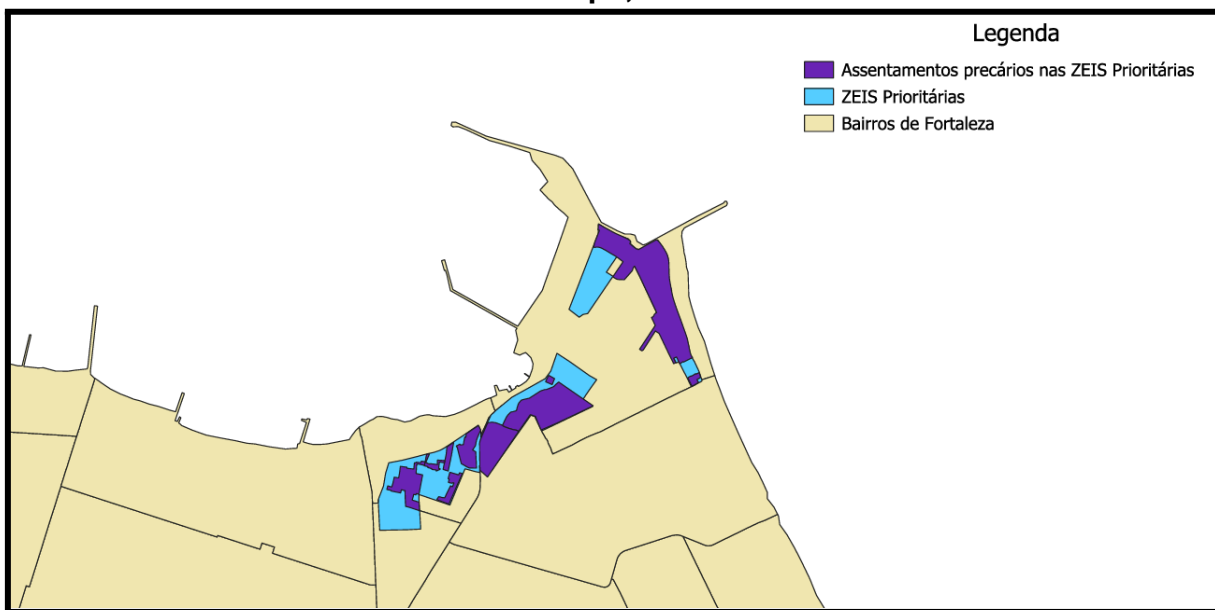 Legenda
Assentamentos precários nas ZEIS Prioritárias
ZEIS Prioritárias
Bairros de Fortaleza